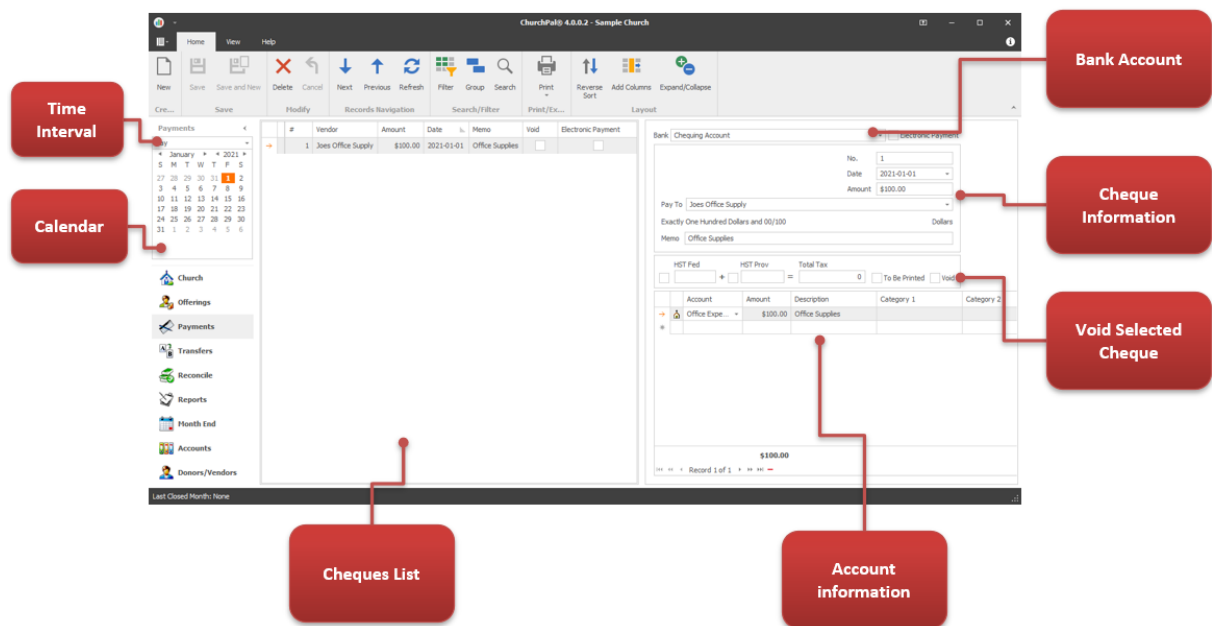 ChurchPal® 4.0.0.2 - Sample Church
Home View Help
New Save Save and New Delete Cancel Next Previous Refresh Filter Group Search Print Reverse Sort Add Columns Expand/Collapse
Cre... Save Modify Records Navigation Search/Filter Print/Ex... Layout
Time
Interval
Calendar
Payments
January 2021
S M T W T F S
27 28 29 30 31 1 2
3 4 5 6 7 8 9
10 11 12 13 14 15 16
17 18 19 20 21 22 23
24 25 26 27 28 29 30
31 1 2 3 4 5 6
Church
Offerings
Payments
Transfers
Reconcile
Reports
Month End
Accounts
Donors/Vendors
# Vendor Amount Date Memo Void Electronic Payment
1 Joes Office Supply $100.00 2021-01-01 Office Supplies
Bank Chequing Account Electronic Payment
No. 1
Date 2021-01-01
Amount $100.00
Pay To Joes Office Supply
Exactly One Hundred Dollars and 00/100 Dollars
Memo Office Supplies
HST Fed HST Prov Total Tax
+ = 0 To Be Printed Void
Account Amount Description Category 1 Category 2
Office Expe... $100.00 Office Supplies
$100.00
Record 1 of 1
Last Closed Month: None
Bank Account
Cheque
Information
Void Selected
Cheque
Cheques List
Account
information